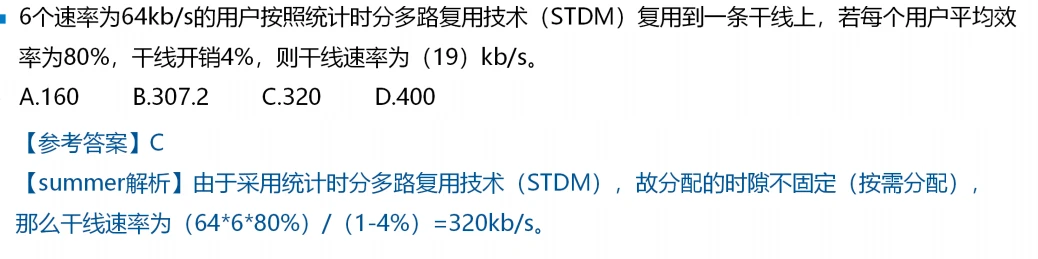 6个速率为64kb/s的用户按照统计时分多路复用技术（STDM）复用到一条干线上，若每个用户平均效
率为80%，干线开销4%，则干线速率为（19）kb/s。
A.160 B.307.2 C.320 D.400
【参考答案】C
【summer解析】由于采用统计时分多路复用技术（STDM），故分配的时隙不固定（按需分配），
那么干线速率为（64*6*80%）/（1-4%）=320kb/s。